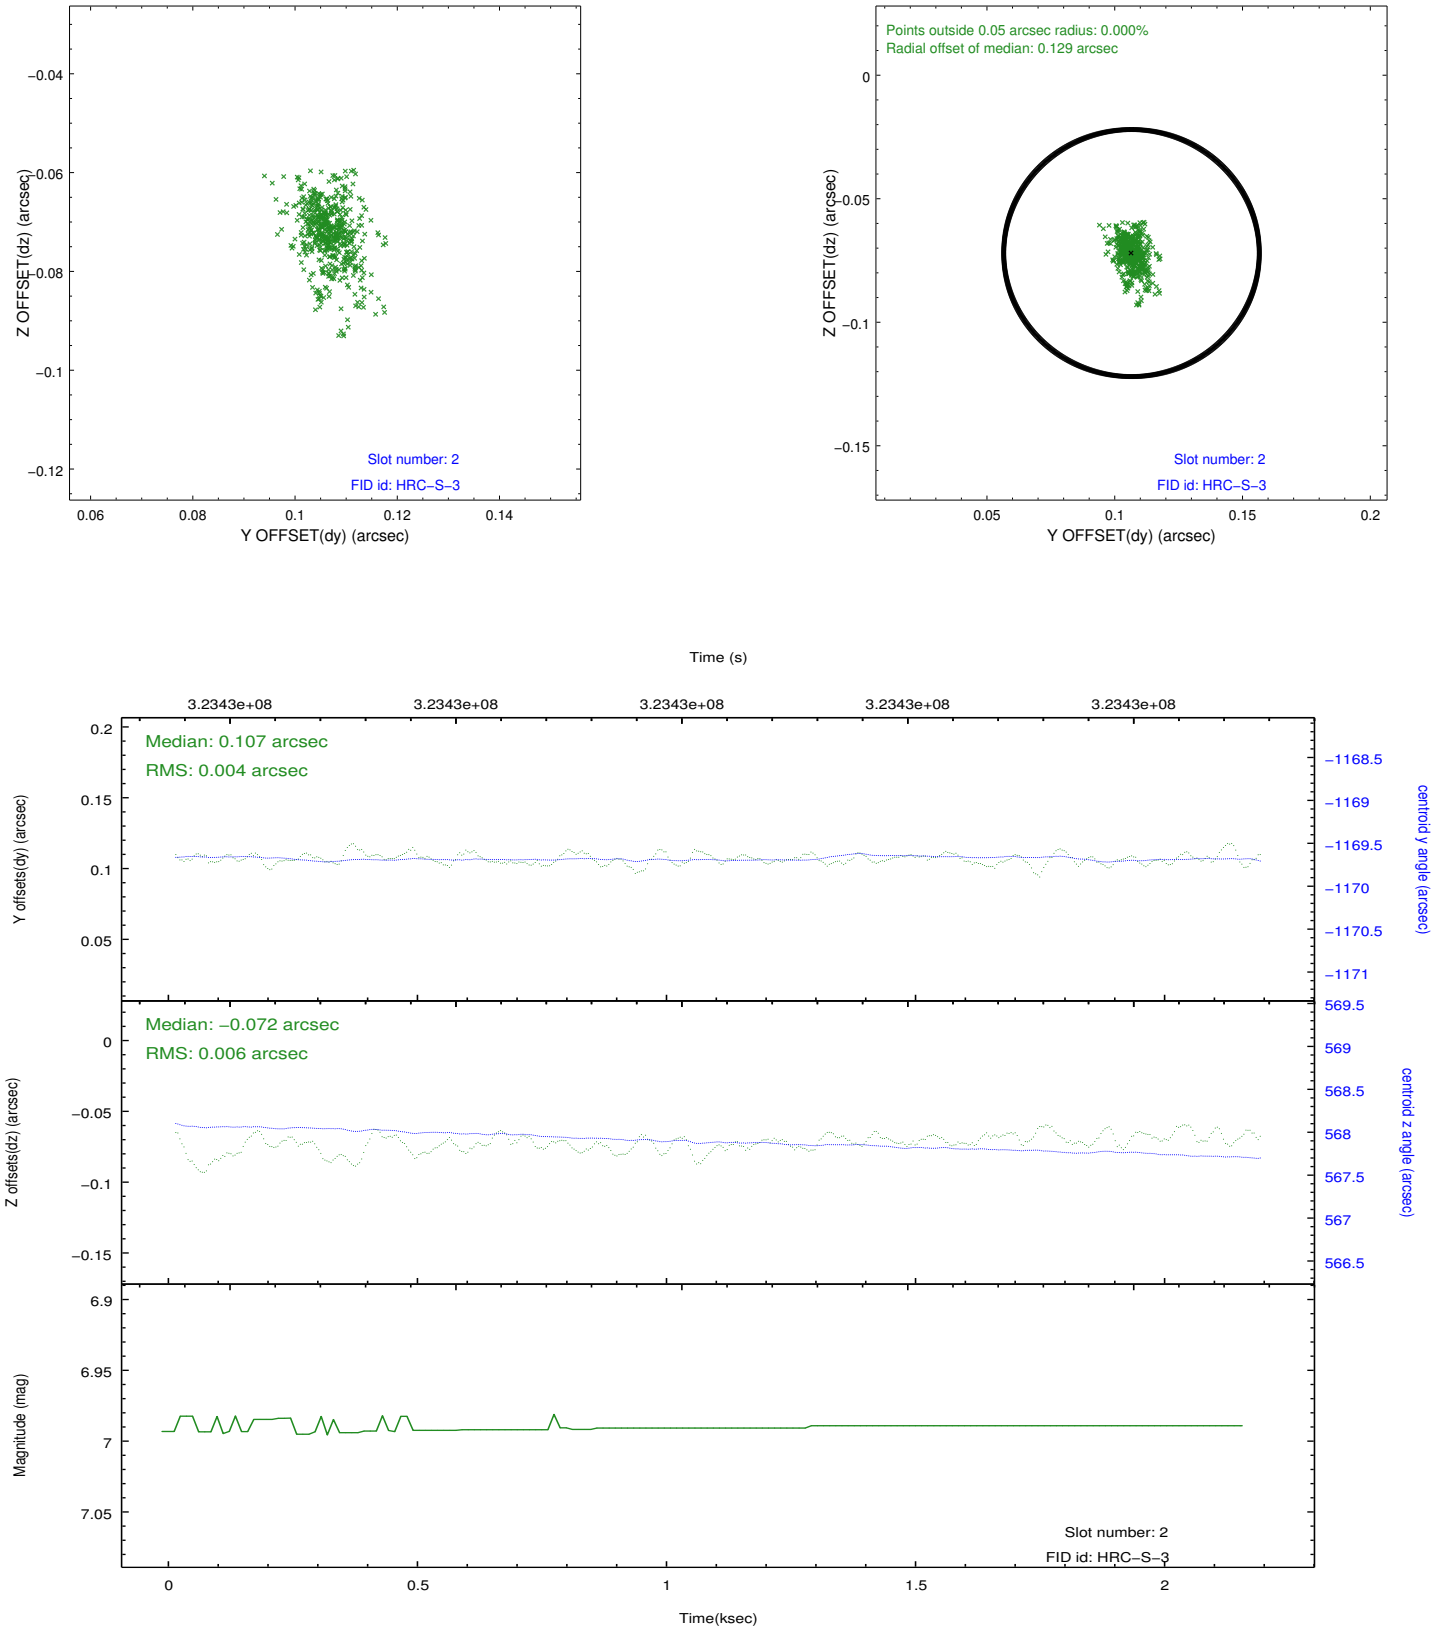 −0.04
−0.06
−0.08
−0.1
−0.12
Z OFFSET(dz) (arcsec)
0.06
0.08
0.1
0.12
0.14
Y OFFSET(dy) (arcsec)
Slot number: 2
FID id: HRC−S−3
Points outside 0.05 arcsec radius: 0.000%
Radial offset of median: 0.129 arcsec
0
−0.05
−0.1
−0.15
Z OFFSET(dz) (arcsec)
0.05
0.1
0.15
0.2
Y OFFSET(dy) (arcsec)
Slot number: 2
FID id: HRC−S−3
Time (s)
3.2343e+08
3.2343e+08
3.2343e+08
3.2343e+08
3.2343e+08
Median: 0.107 arcsec
RMS: 0.004 arcsec
0.2
0.15
0.1
0.05
Y offsets(dy) (arcsec)
−1168.5
−1169
−1169.5
−1170
−1170.5
−1171
centroid y angle (arcsec)
Median: −0.072 arcsec
RMS: 0.006 arcsec
0
−0.05
−0.1
−0.15
Z offsets(dz) (arcsec)
569.5
569
568.5
568
567.5
567
566.5
centroid z angle (arcsec)
6.9
6.95
7
7.05
Magnitude (mag)
Slot number: 2
FID id: HRC−S−3
0
0.5
1
1.5
2
Time(ksec)